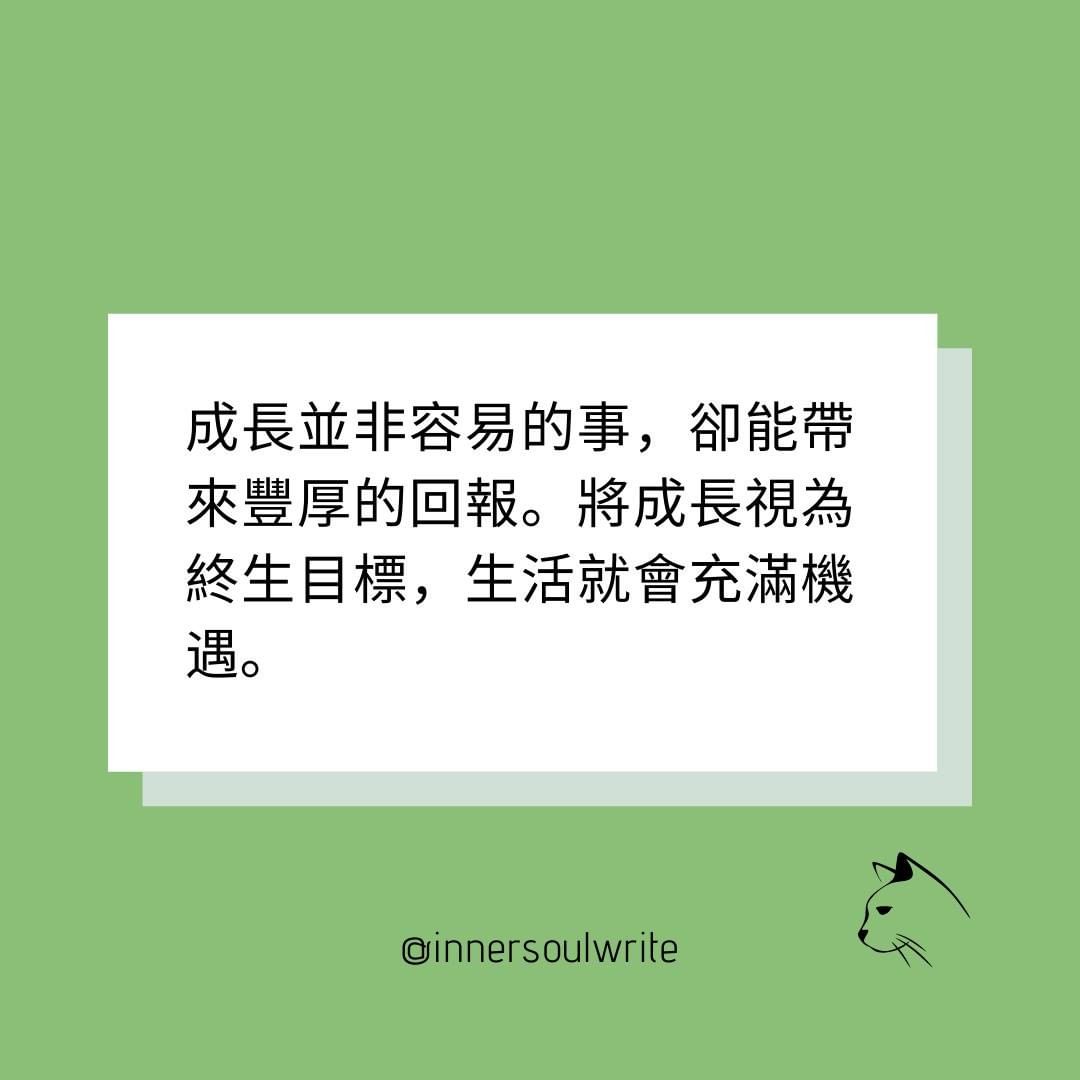 成長並非容易的事，卻能帶
來豐厚的回報。將成長視為
終生目標，生活就會充滿機
遇。
@innersoulwrite